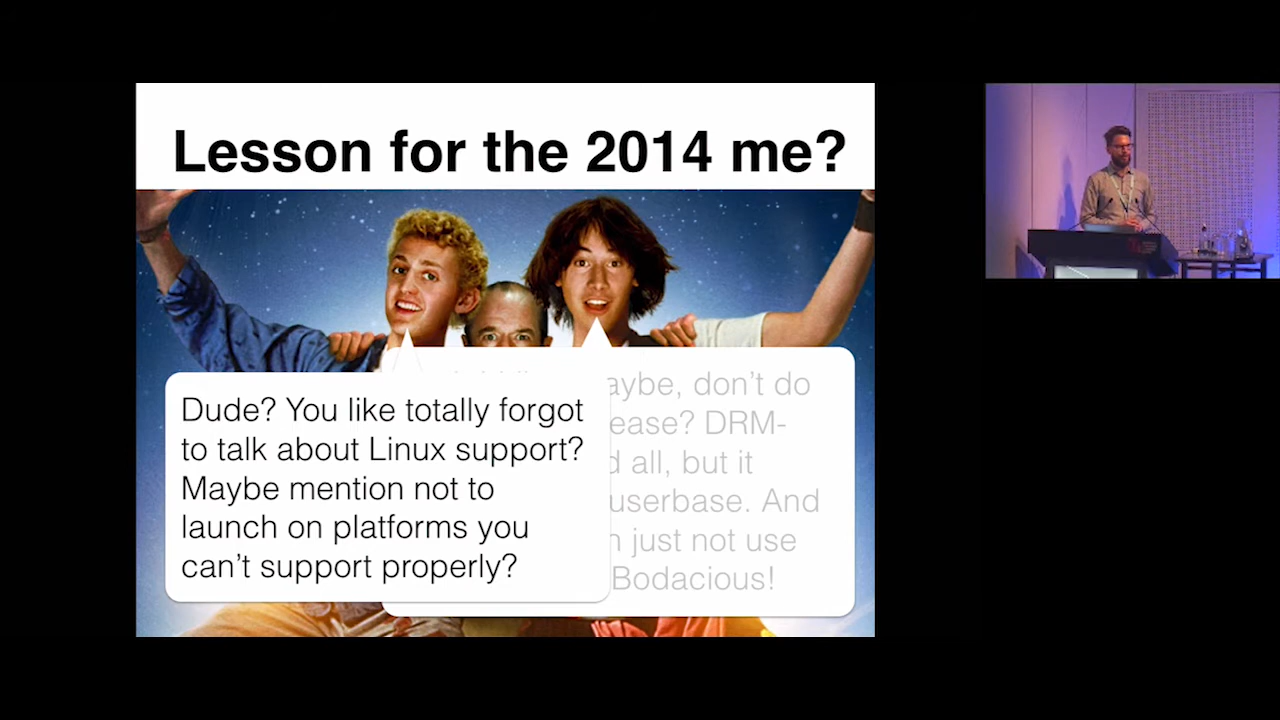 Lesson for the 2014 me?
Dude? You like totally forgot
to talk about Linux support?
Maybe mention not to
launch on platforms you
can't support properly?
don't do
DRM-
all, but it
userbase. And
just not use
Bodacious!